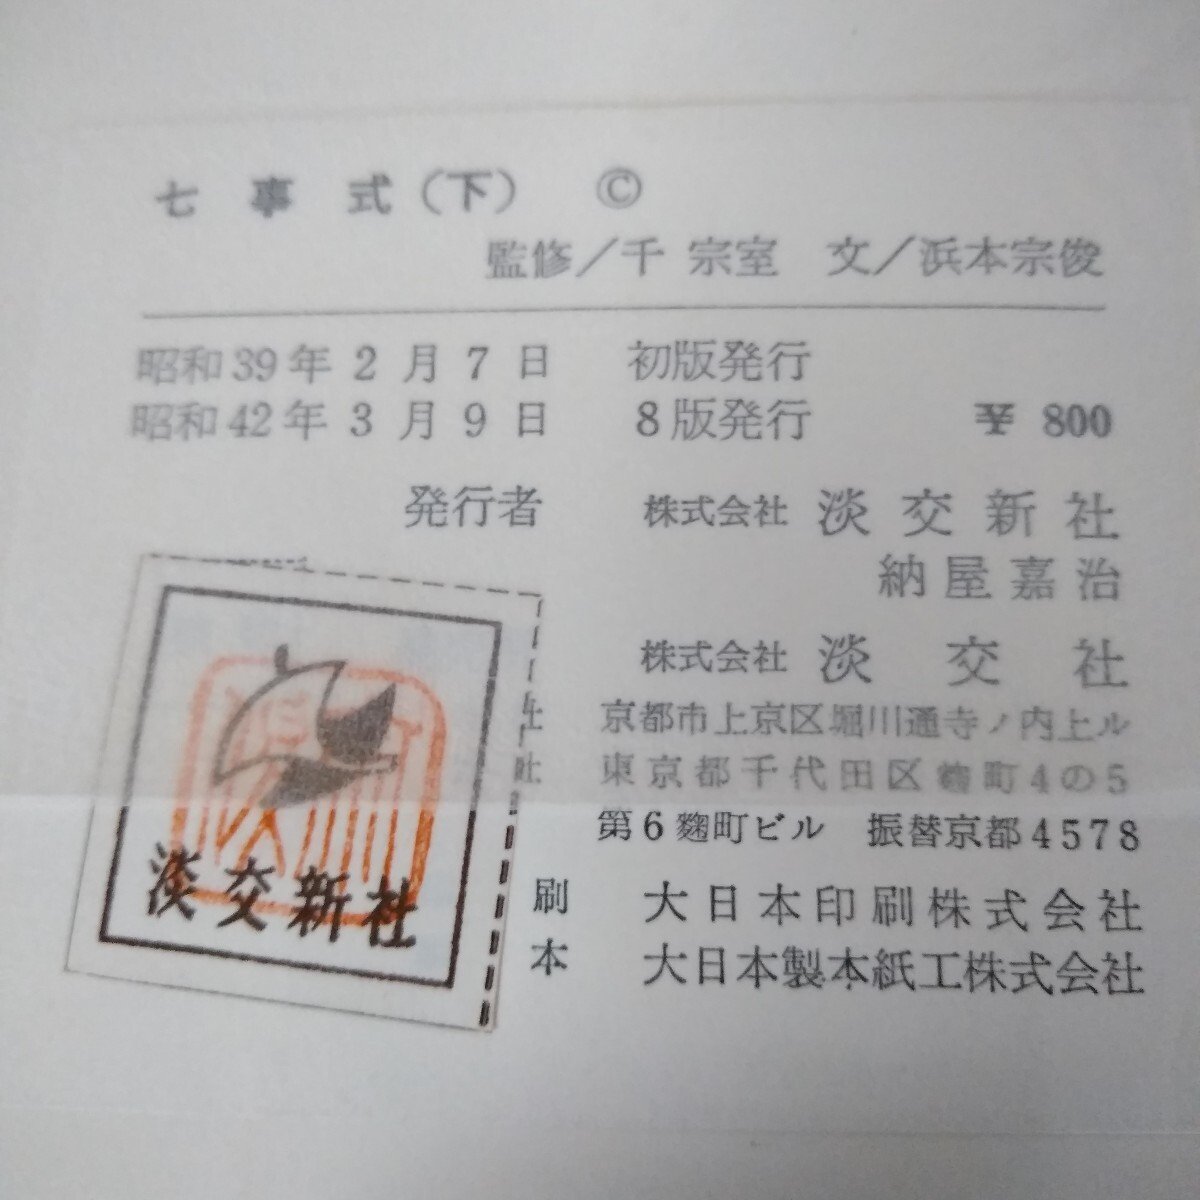 七事式(下) ©
監修/千 宗室 文/浜本宗俊
昭和39年2月7日 初版発行
昭和42年3月9日 8版発行 ¥800
発行者 株式会社 淡交新社
納屋嘉治
社 株式会社 淡交社
京都市上京区堀川通寺ノ内上ル
社 東京都千代田区麴町4の5
第6麴町ビル 振替京都4578
刷 大日本印刷株式会社
本 大日本製本紙工株式会社
淡交新社